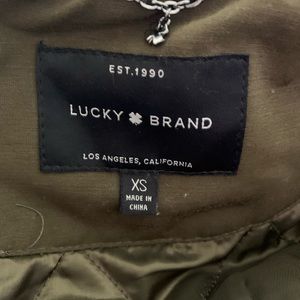 EST.1990
LUCKY BRAND
LOS ANGELES, CALIFORNIA
XS
MADE IN
CHINA